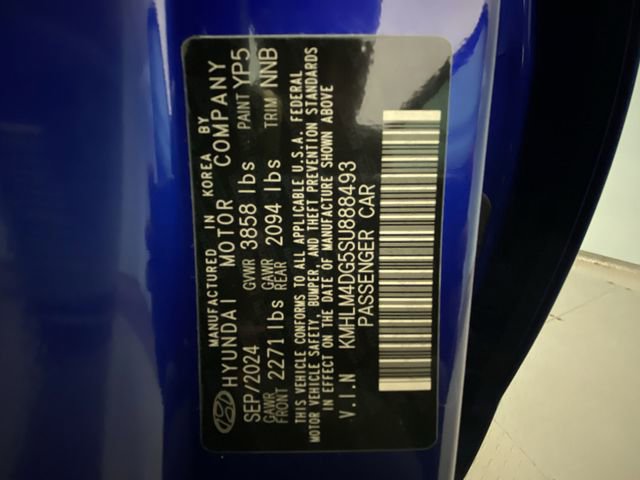 MANUFACTURED IN KOREA BY
HYUNDAI MOTOR COMPANY
SEP/2024 GVWR 3858 lbs PAINT YP5
GAWR FRONT 2271 lbs GAWR REAR 2094 lbs TRIM NNB
THIS VEHICLE CONFORMS TO ALL APPLICABLE U.S.A. FEDERAL
MOTOR VEHICLE SAFETY, BUMPER, AND THEFT PREVENTION STANDARDS
IN EFFECT ON THE DATE OF MANUFACTURE SHOWN ABOVE
V.I.N KMHLM4DG5SU888493
PASSENGER CAR